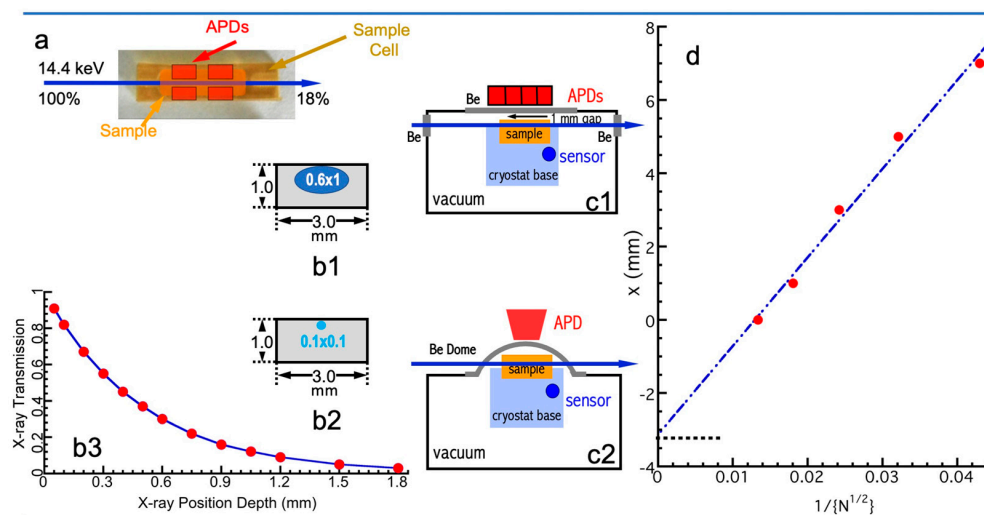 a
APDs
Sample
Cell
14.4 keV
100%
18%
Sample
b1
1.0
0.6x1
3.0
mm
b2
1.0
0.1x0.1
3.0
mm
b3
X-ray Transmission
0 0.2 0.4 0.6 0.8 1
0 0.3 0.6 0.9 1.2 1.5 1.8
X-ray Position Depth (mm)
c1
Be
APDs
Be
Be
1 mm gap
sample
sensor
cryostat base
vacuum
c2
APD
Be Dome
sample
sensor
cryostat base
vacuum
d
X (mm)
8
6
4
2
0
-2
-4
0 0.01 0.02 0.03 0.04
1/{N^1/2}